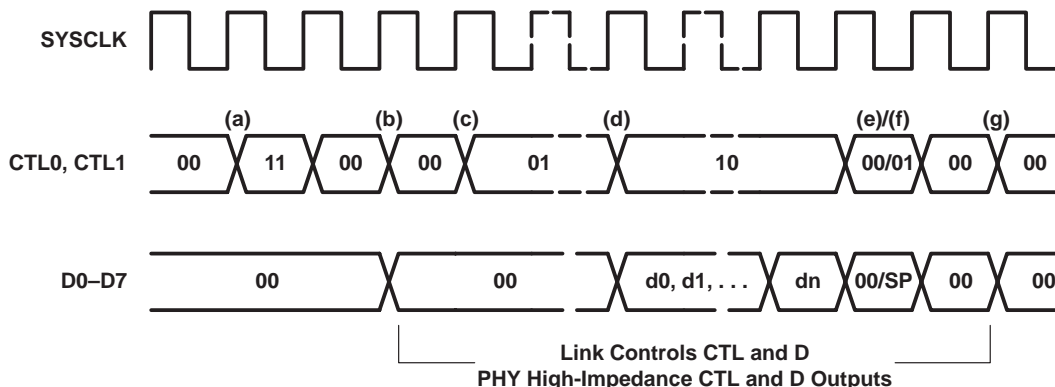 SYSCLK
(a) (b) (c) (d) (e)/(f) (g)
CTL0, CTL1 00 11 00 00 01 10 00/01 00 00
D0–D7 00 00 d0, d1, . . . dn 00/SP 00 00
Link Controls CTL and D
PHY High-Impedance CTL and D Outputs